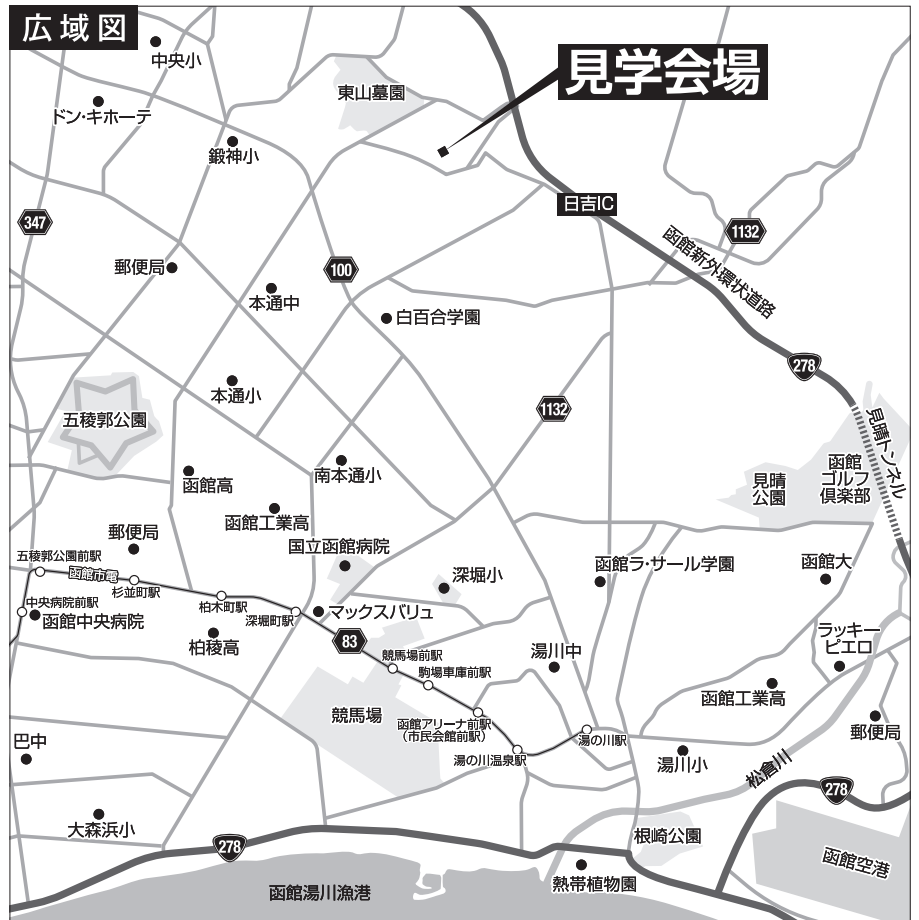 広域図
中央小
ドン・キホーテ
鍛神小
東山墓園
見学会場
日吉IC
347
1132
函館新外環状道路
100
郵便局
本通中
白百合学園
278
本通小
1132
五稜郭公園
見晴トンネル
函館高
南本通小
見晴
公園
函館
ゴルフ
倶楽部
函館工業高
郵便局
国立函館病院
五稜郭公園前駅
函館市電
杉並町駅
深堀小
函館ラ・サール学園
函館大
中央病院前駅
函館中央病院
柏木町駅
深堀町駅
マックスバリュ
柏稜高
83
競馬場前駅
駒場車庫前駅
湯川中
ラッキー
ピエロ
函館工業高
競馬場
函館アリーナ前駅
（市民会館前駅）
湯の川温泉駅
湯の川駅
湯川小
郵便局
松倉川
巴中
278
大森浜小
278
根崎公園
函館空港
熱帯植物園
函館湯川漁港